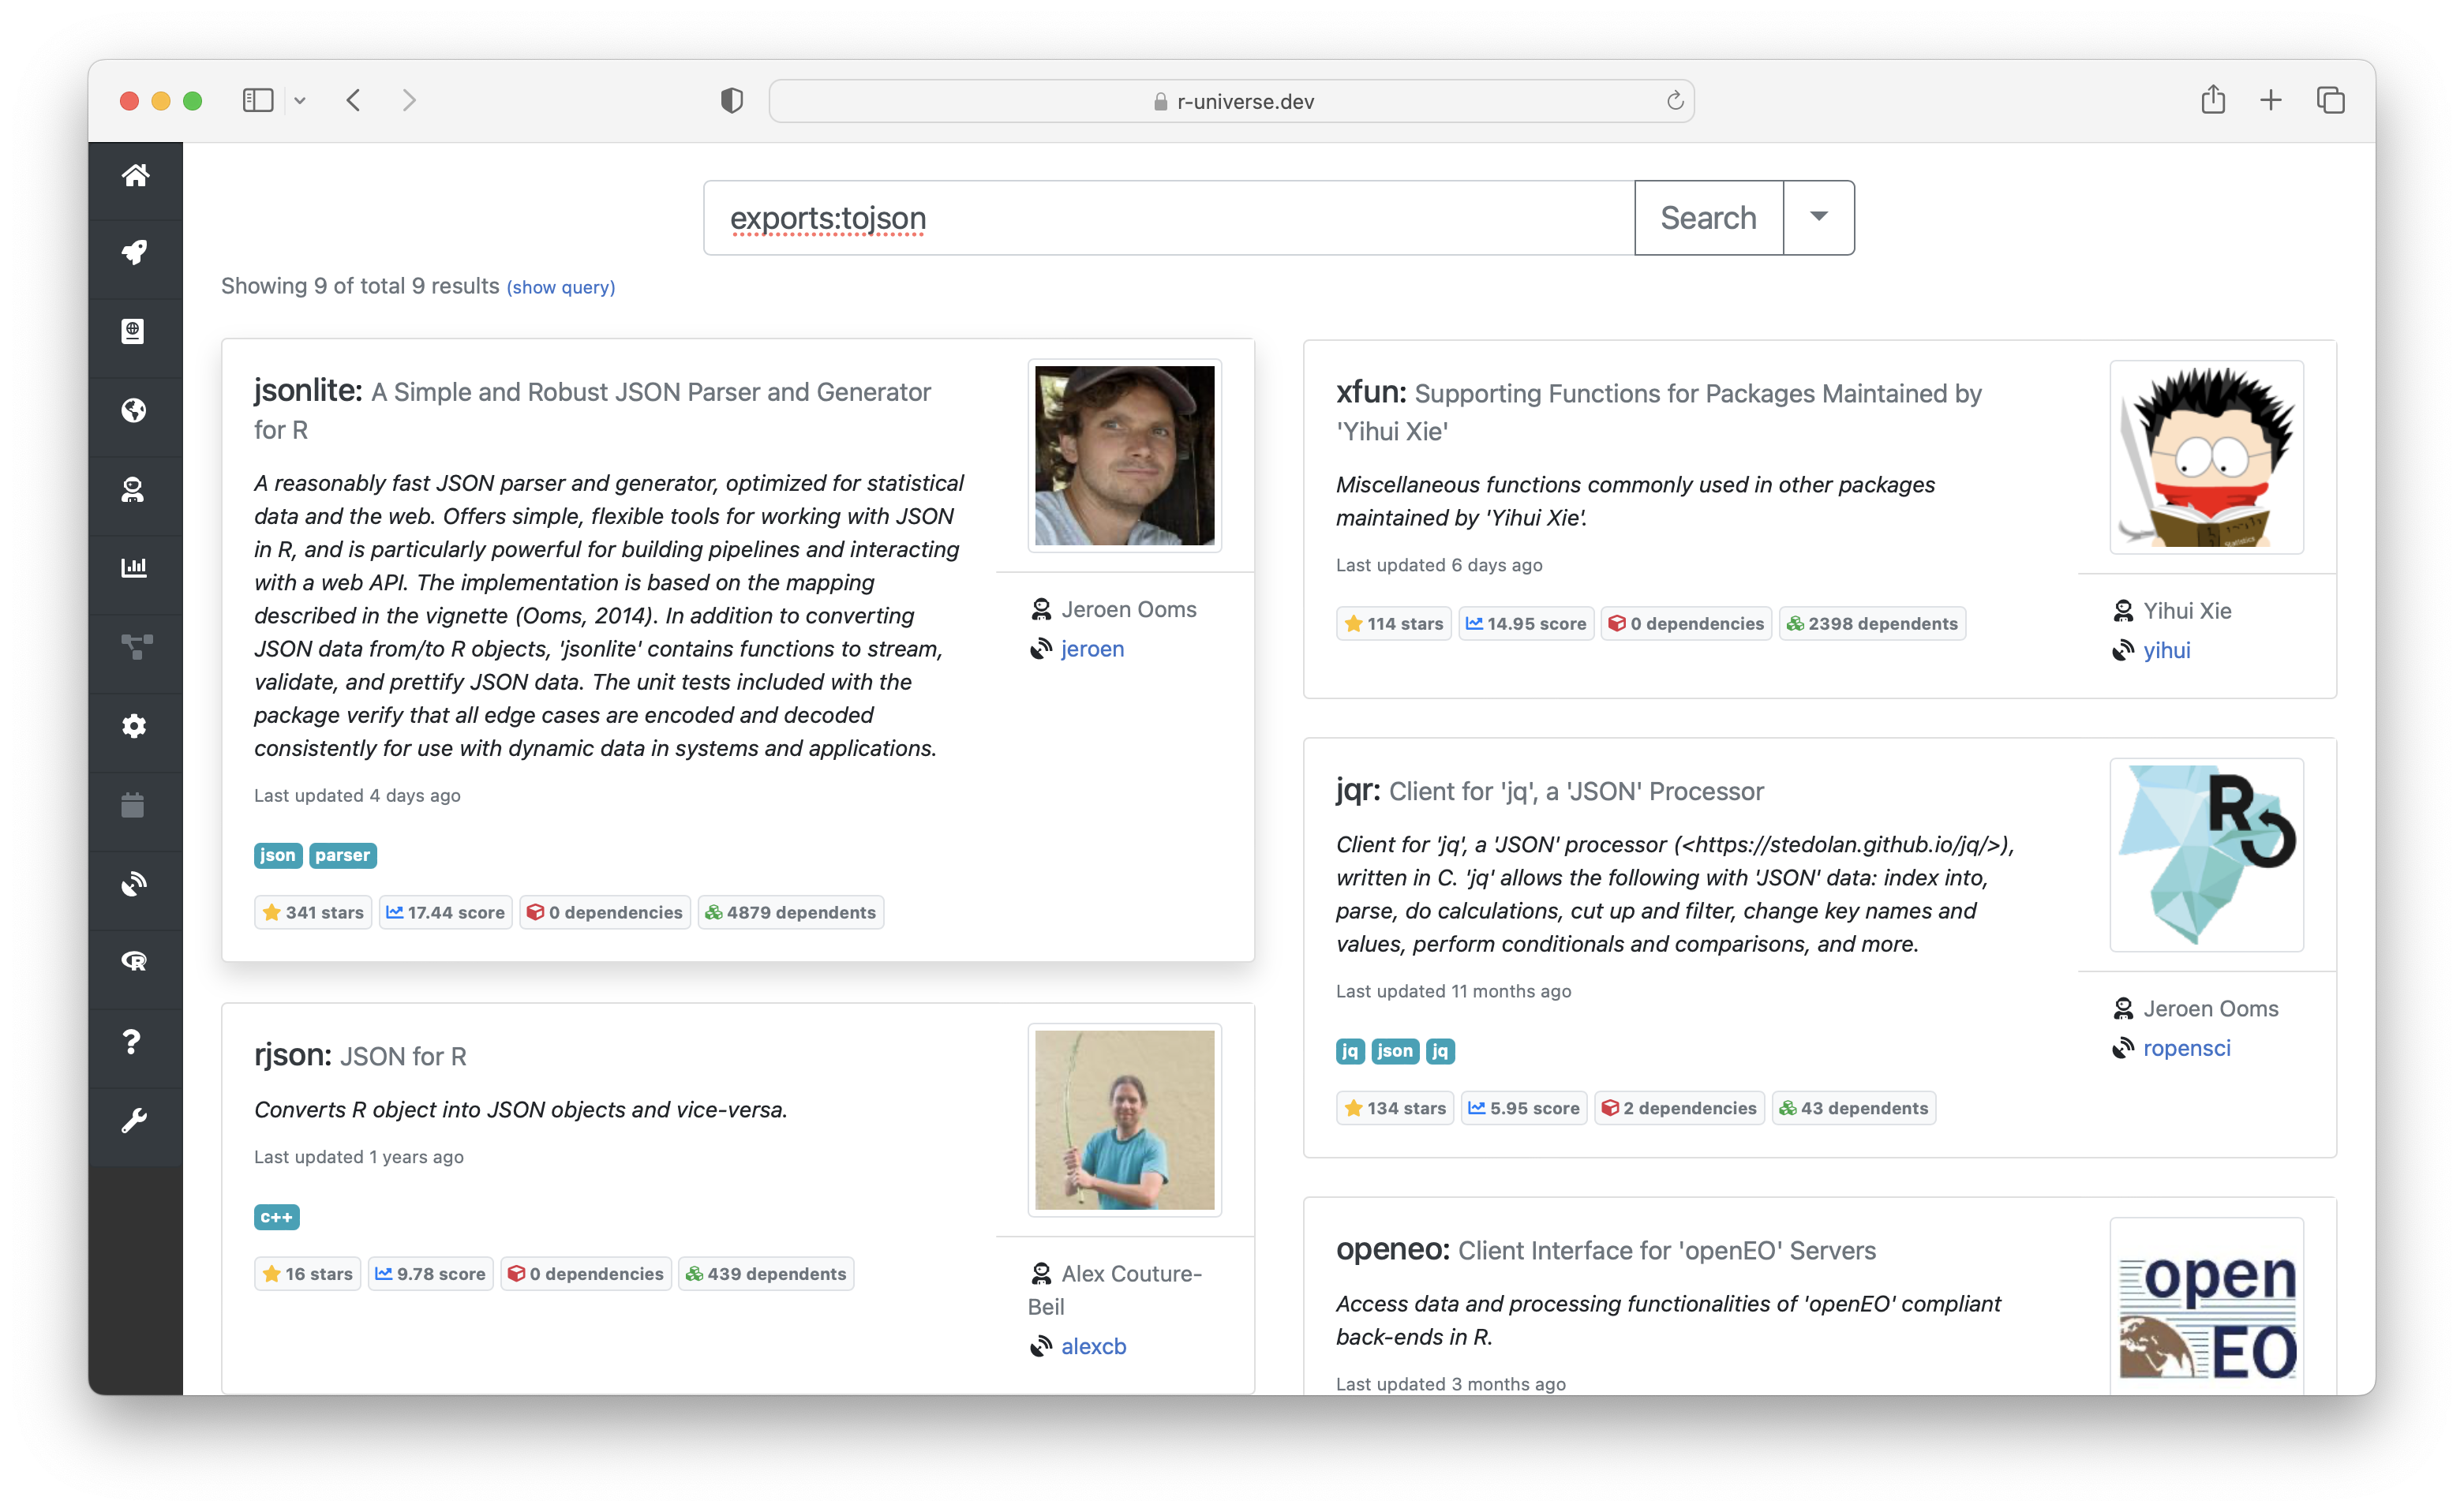 r-universe.dev
exports:tojson
Search
Showing 9 of total 9 results (show query)
jsonlite: A Simple and Robust JSON Parser and Generator
for R
A reasonably fast JSON parser and generator, optimized for statistical
data and the web. Offers simple, flexible tools for working with JSON
in R, and is particularly powerful for building pipelines and interacting
with a web API. The implementation is based on the mapping
described in the vignette (Ooms, 2014). In addition to converting
JSON data from/to R objects, 'jsonlite' contains functions to stream,
validate, and prettify JSON data. The unit tests included with the
package verify that all edge cases are encoded and decoded
consistently for use with dynamic data in systems and applications.
Last updated 4 days ago
json parser
341 stars 17.44 score 0 dependencies 4879 dependents
Jeroen Ooms
jeroen
rjson: JSON for R
Converts R object into JSON objects and vice-versa.
Last updated 1 years ago
c++
16 stars 9.78 score 0 dependencies 439 dependents
Alex Couture-
Beil
alexcb
xfun: Supporting Functions for Packages Maintained by
'Yihui Xie'
Miscellaneous functions commonly used in other packages
maintained by 'Yihui Xie'.
Last updated 6 days ago
114 stars 14.95 score 0 dependencies 2398 dependents
Statistics
Yihui Xie
yihui
jqr: Client for 'jq', a 'JSON' Processor
Client for 'jq', a 'JSON' processor (<https://stedolan.github.io/jq/>),
written in C. 'jq' allows the following with 'JSON' data: index into,
parse, do calculations, cut up and filter, change key names and
values, perform conditionals and comparisons, and more.
Last updated 11 months ago
jq json jq
134 stars 5.95 score 2 dependencies 43 dependents
R
Jeroen Ooms
ropensci
openeo: Client Interface for 'openEO' Servers
Access data and processing functionalities of 'openEO' compliant
back-ends in R.
Last updated 3 months ago
open
EO